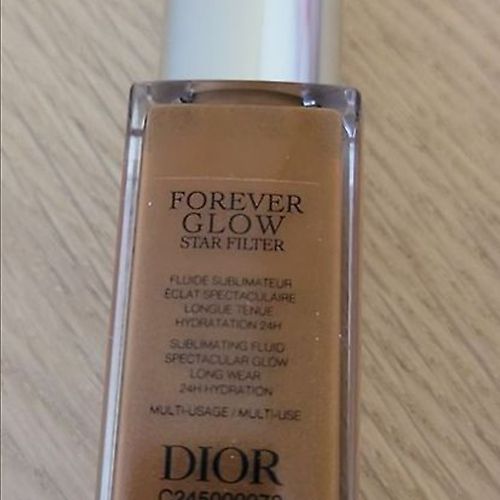 FOREVER
GLOW
STAR FILTER
FLUIDE SUBLIMATEUR
ÉCLAT SPECTACULAIRE
LONGUE TENUE
HYDRATATION 24H
SUBLIMATING FLUID
SPECTACULAR GLOW
LONG WEAR
24H HYDRATION
MULTI-USAGE / MULTI-USE
DIOR